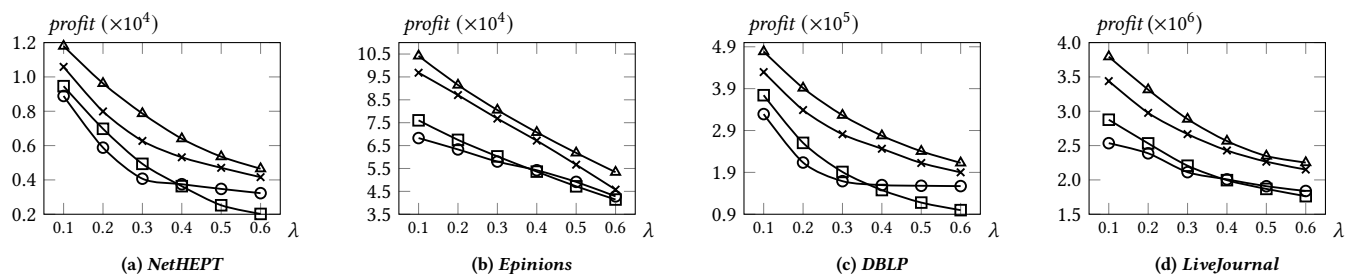 profit (×10⁴)
1.2
1.0
0.8
0.6
0.4
0.2
0.1 0.2 0.3 0.4 0.5 0.6 λ
(a) NetHEPT
profit (×10⁴)
10.5
9.5
8.5
7.5
6.5
5.5
4.5
3.5
0.1 0.2 0.3 0.4 0.5 0.6 λ
(b) Epinions
profit (×10⁵)
4.9
3.9
2.9
1.9
0.9
0.1 0.2 0.3 0.4 0.5 0.6 λ
(c) DBLP
profit (×10⁶)
4.0
3.5
3.0
2.5
2.0
1.5
0.1 0.2 0.3 0.4 0.5 0.6 λ
(d) LiveJournal